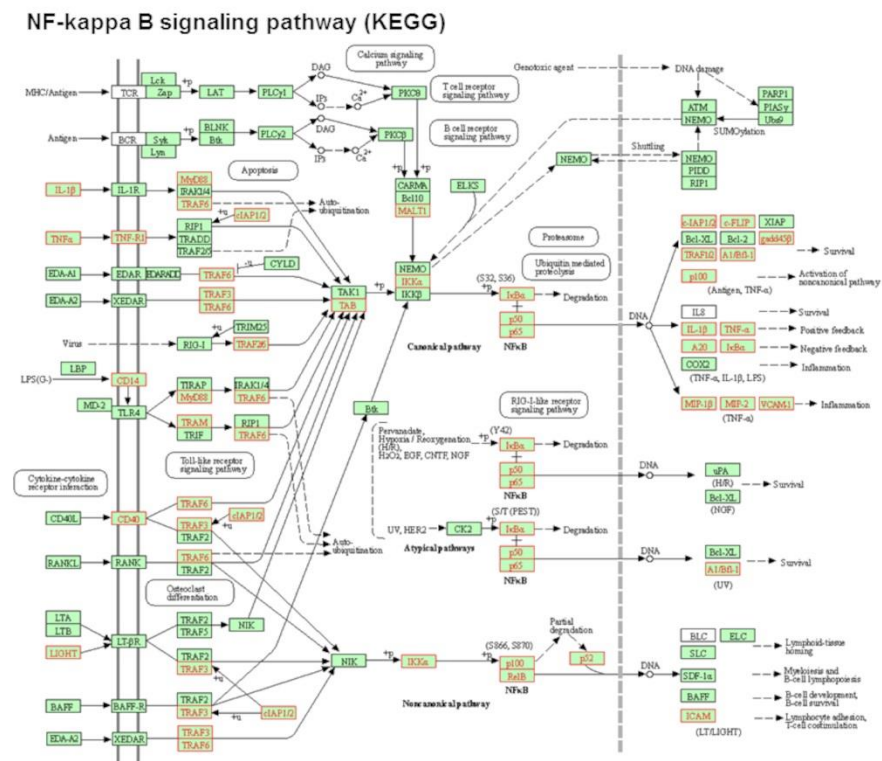 NF-kappa B signaling pathway (KEGG)
Calcium signaling
pathway
T cell receptor
signaling pathway
B cell receptor
signaling pathway
Genotoxic agent
DNA damage
MHC/Antigen
TCR
Lck
Zap
+p
LAT
PLCγ1
DAG
IP3
Ca2+
PKCθ
Antigen
BCR
Syk
Lyn
+p
BLNK
Btk
PLCγ2
DAG
IP3
Ca2+
PKCβ
+p
+p
ATM
NEMO
PARP1
PIASy
Ubs9
SUMOylation
Shuttling
NEMO
NEMO
PIDD
RIP1
Apoptosis
IL-1β
IL-1R
MyD88
IRAK1/4
TRAF6
Auto-
ubiquitination
CARMA
Bcl10
MALT1
ELKS
TNFα
TNF-R1
RIP1
TRADD
TRAF2/5
+u
cIAP1/2
EDA-A1
EDAR
EDARADD
TRAF6
-u
CYLD
EDA-A2
XEDAR
TRAF3
TRAF6
TAK1
TAB
+p
NEMO
IKKα
IKKβ
Proteasome
Ubiquitin mediated
proteolysis
(S32, S36)
+p
IκBα
Degradation
p50
p65
NFκB
Canonical pathway
DNA
c-IAP1/2
c-FLIP
XIAP
Bcl-XL
Bcl-2
gadd45β
TRAF1/2
A1/Bfl-1
Survival
p100
Activation of
noncanonical pathway
(Antigen, TNF-α)
IL8
Survival
IL-1β
TNF-α
Positive feedback
A20
IκBα
Negative feedback
COX2
Inflammation
(TNF-α, IL-1β, LPS)
MIP-1β
MIP-2
VCAM-1
Inflammation
(TNF-α)
Virus
RIG-I
+u
TRIM25
TRAF26
LBP
LPS(G-)
CD14
MD-2
TLR4
TIRAP
MyD88
IRAK1/4
TRAF6
TRAM
TRIF
RIP1
TRAF6
Toll-like receptor
signaling pathway
Btk
RIG-I-like receptor
signaling pathway
Pervanadate,
Hypoxia / Reoxygenation
(H/R),
H2O2, EGF, CNTF, NGF
(Y42)
+p
IκBα
Degradation
p50
p65
NFκB
DNA
uPA
(H/R)
Bcl-XL
(NGF)
Survival
Cytokine-cytokine
receptor interaction
CD40L
CD40
TRAF6
TRAF3
TRAF2
+u
cIAP1/2
Auto-
ubiquitination
UV, HER2
CK2
(S/T (PEST))
+p
IκBα
Degradation
Atypical pathways
p50
p65
NFκB
DNA
Bcl-XL
A1/Bfl-1
(UV)
Survival
RANKL
RANK
TRAF6
TRAF2
Osteoclast
differentiation
LTA
LTB
LIGHT
LT-βR
TRAF2
TRAF5
NIK
TRAF2
TRAF3
+u
NIK
+p
IKKα
(S866, S870)
+p
p100
RelB
NFκB
Partial
degradation
p52
Noncanonical pathway
DNA
BLC
ELC
SLC
Lymphoid-tissue
homing
SDF-1α
Myeloiesis and
B-cell lymphopoiesis
BAFF
B-cell development,
B-cell survival
ICAM
Lymphocyte adhesion,
T-cell costimulation
(LT/LIGHT)
BAFF
BAFF-R
TRAF2
TRAF3
+u
cIAP1/2
EDA-A2
XEDAR
TRAF3
TRAF6